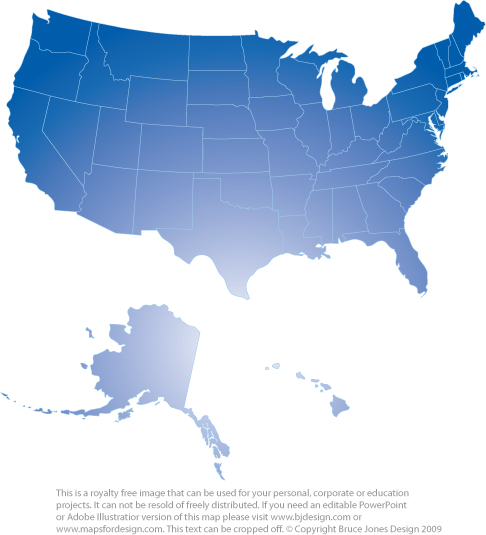 This is a royalty free image that can be used for your personal, corporate or education
projects. It can not be resold of freely distributed. If you need an editable PowerPoint
or Adobe Illustratior version of this map please visit www.bjdesign.com or
www.mapsfordesign.com. This text can be cropped off. © Copyright Bruce Jones Design 2009